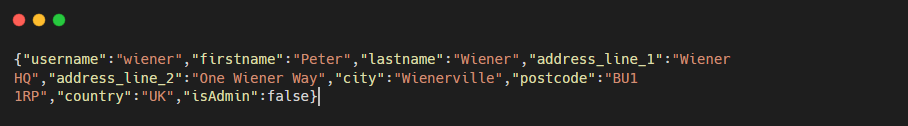 {"username":"wiener","firstname":"Peter","lastname":"Wiener","address_line_1":"Wiener
HQ","address_line_2":"One Wiener Way","city":"Wienerville","postcode":"BU1
1RP","country":"UK","isAdmin":false}